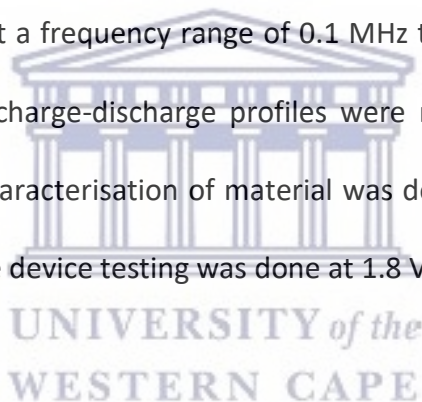 t a frequency range of 0.1 MHz t
charge-discharge profiles were
aracterisation of material was d
device testing was done at 1.8 V
UNIVERSITY of the
WESTERN CAPE